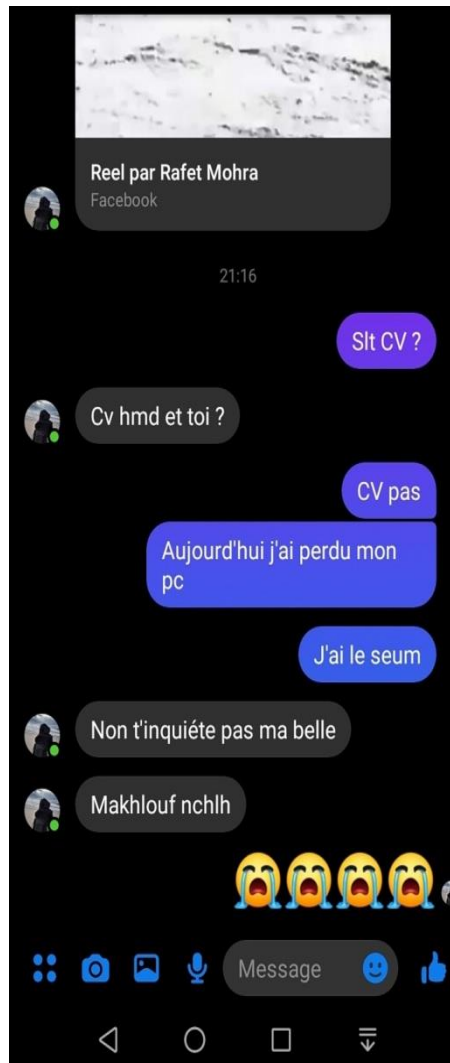 Reel par Rafet Mohra
Facebook
21:16
Slt CV ?
Cv hmd et toi ?
CV pas
Aujourd'hui j'ai perdu mon
pc
J'ai le seum
Non t'inquiéte pas ma belle
Makhlouf nchlh
😭😭😭😭
Message